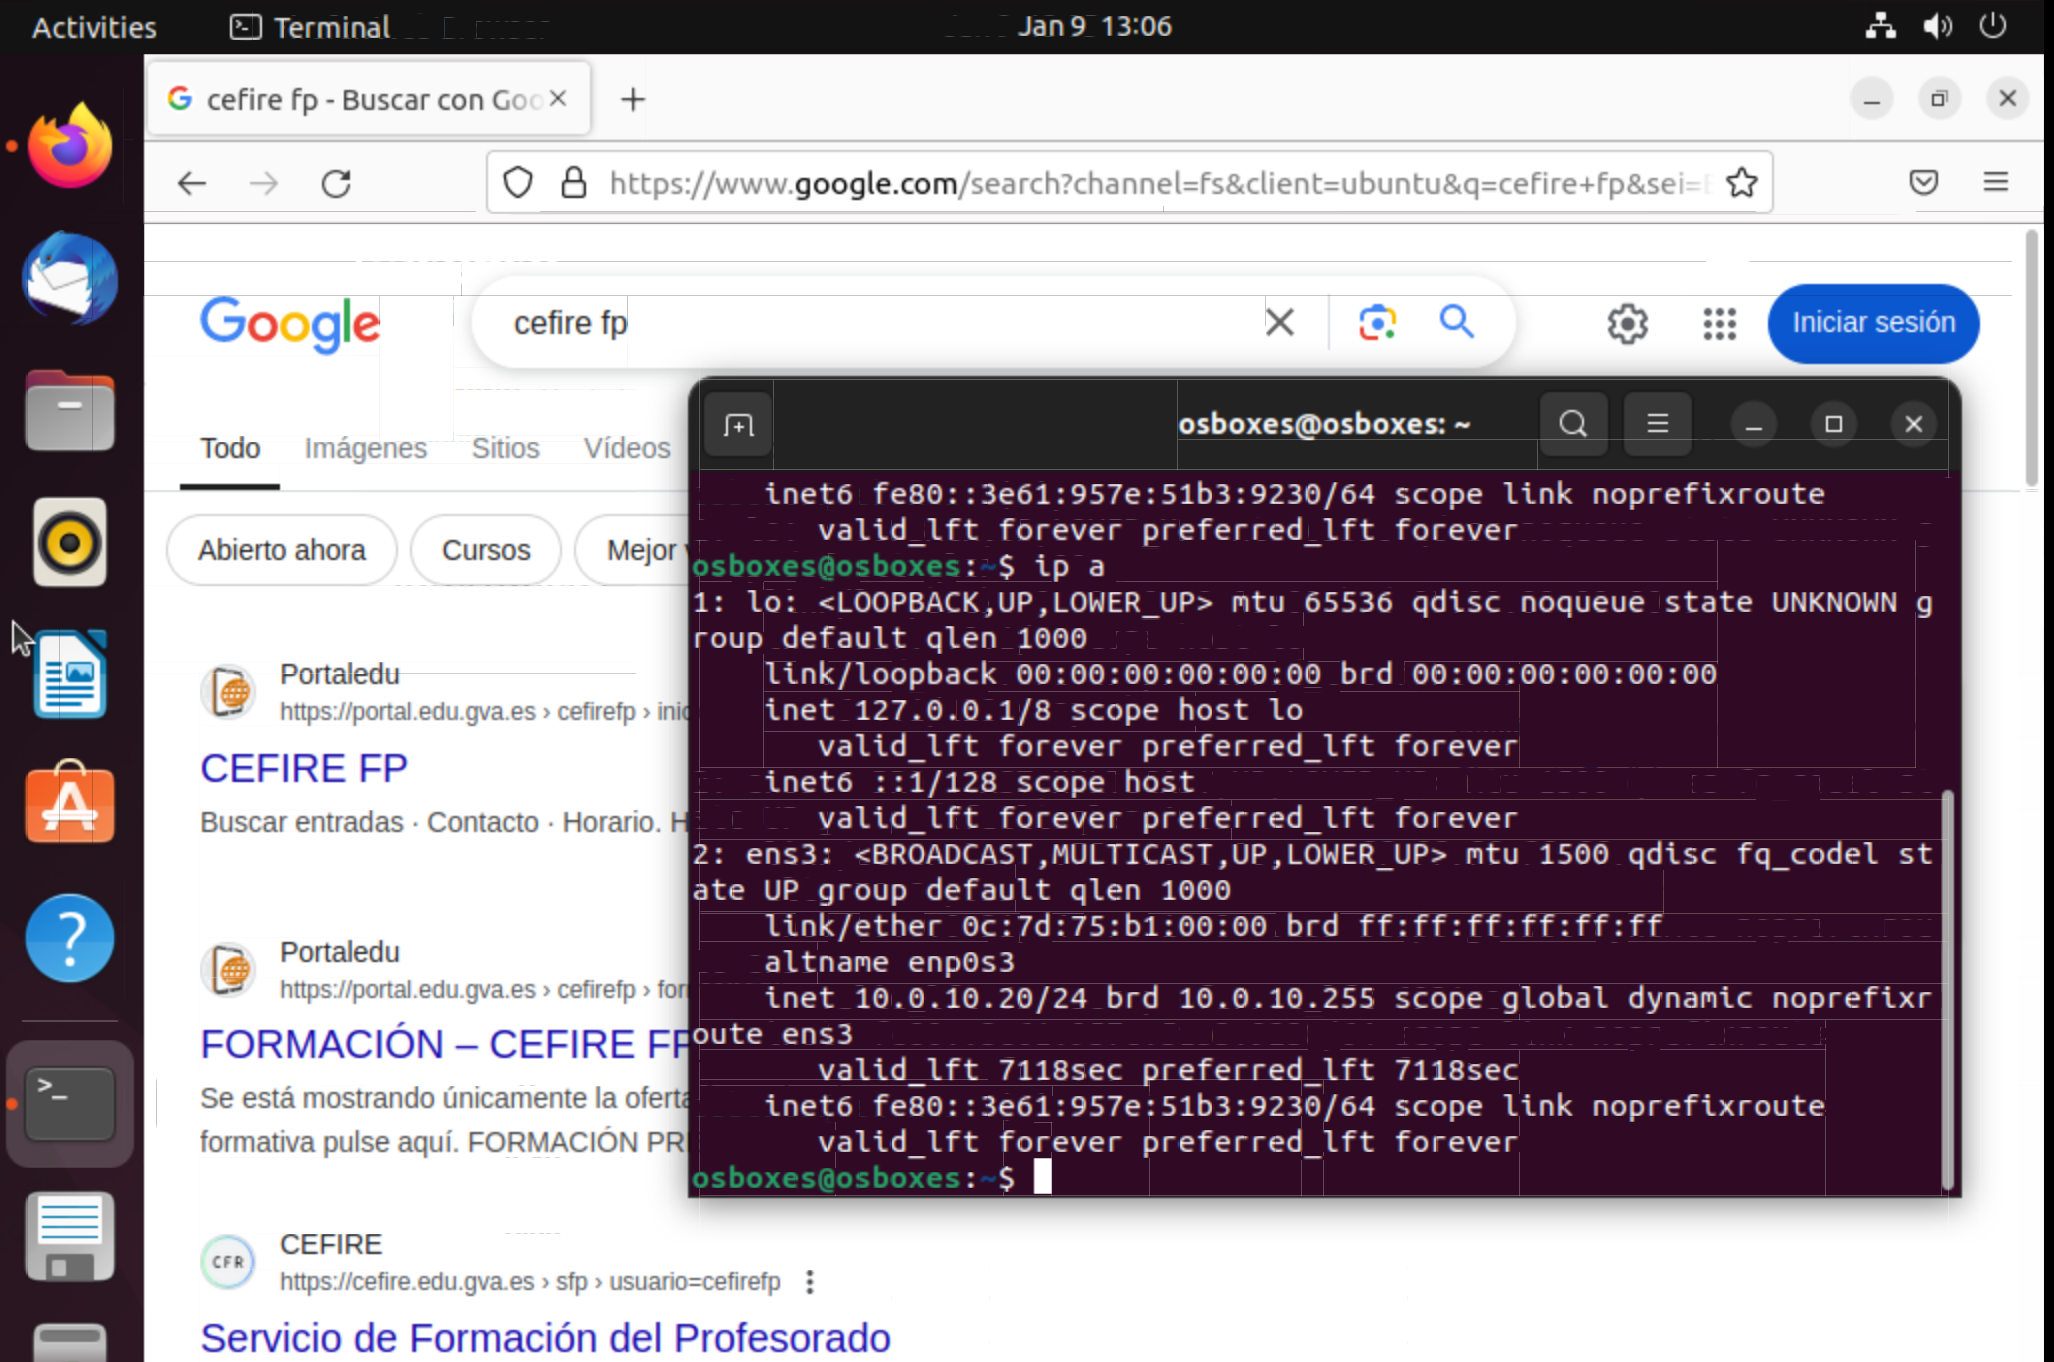 Activities
Terminal
Jan 9 13:06
cefire fp - Buscar con Goo
https://www.google.com/search?channel=fs&client=ubuntu&q=cefire+fp&sei=
Google
cefire fp
Iniciar sesión
Todo Imágenes Sitios Vídeos
Abierto ahora Cursos Mejor
Portaledu
https://portal.edu.gva.es › cefirefp › inic
CEFIRE FP
Buscar entradas · Contacto · Horario. H
Portaledu
https://portal.edu.gva.es › cefirefp › for
FORMACIÓN – CEFIRE FP
Se está mostrando únicamente la oferta
formativa pulse aquí. FORMACIÓN PR
CFR
CEFIRE
https://cefire.edu.gva.es › sfp › usuario=cefirefp
Servicio de Formación del Profesorado
osboxes@osboxes: ~
inet6 fe80::3e61:957e:51b3:9230/64 scope link noprefixroute
valid_lft forever preferred_lft forever
osboxes@osboxes:~$ ip a
1: lo: <LOOPBACK,UP,LOWER_UP> mtu 65536 qdisc noqueue state UNKNOWN g
roup default qlen 1000
link/loopback 00:00:00:00:00:00 brd 00:00:00:00:00:00
inet 127.0.0.1/8 scope host lo
valid_lft forever preferred_lft forever
inet6 ::1/128 scope host
valid_lft forever preferred_lft forever
2: ens3: <BROADCAST,MULTICAST,UP,LOWER_UP> mtu 1500 qdisc fq_codel st
ate UP group default qlen 1000
link/ether 0c:7d:75:b1:00:00 brd ff:ff:ff:ff:ff:ff
altname enp0s3
inet 10.0.10.20/24 brd 10.0.10.255 scope global dynamic noprefixr
oute ens3
valid_lft 7118sec preferred_lft 7118sec
inet6 fe80::3e61:957e:51b3:9230/64 scope link noprefixroute
valid_lft forever preferred_lft forever
osboxes@osboxes:~$